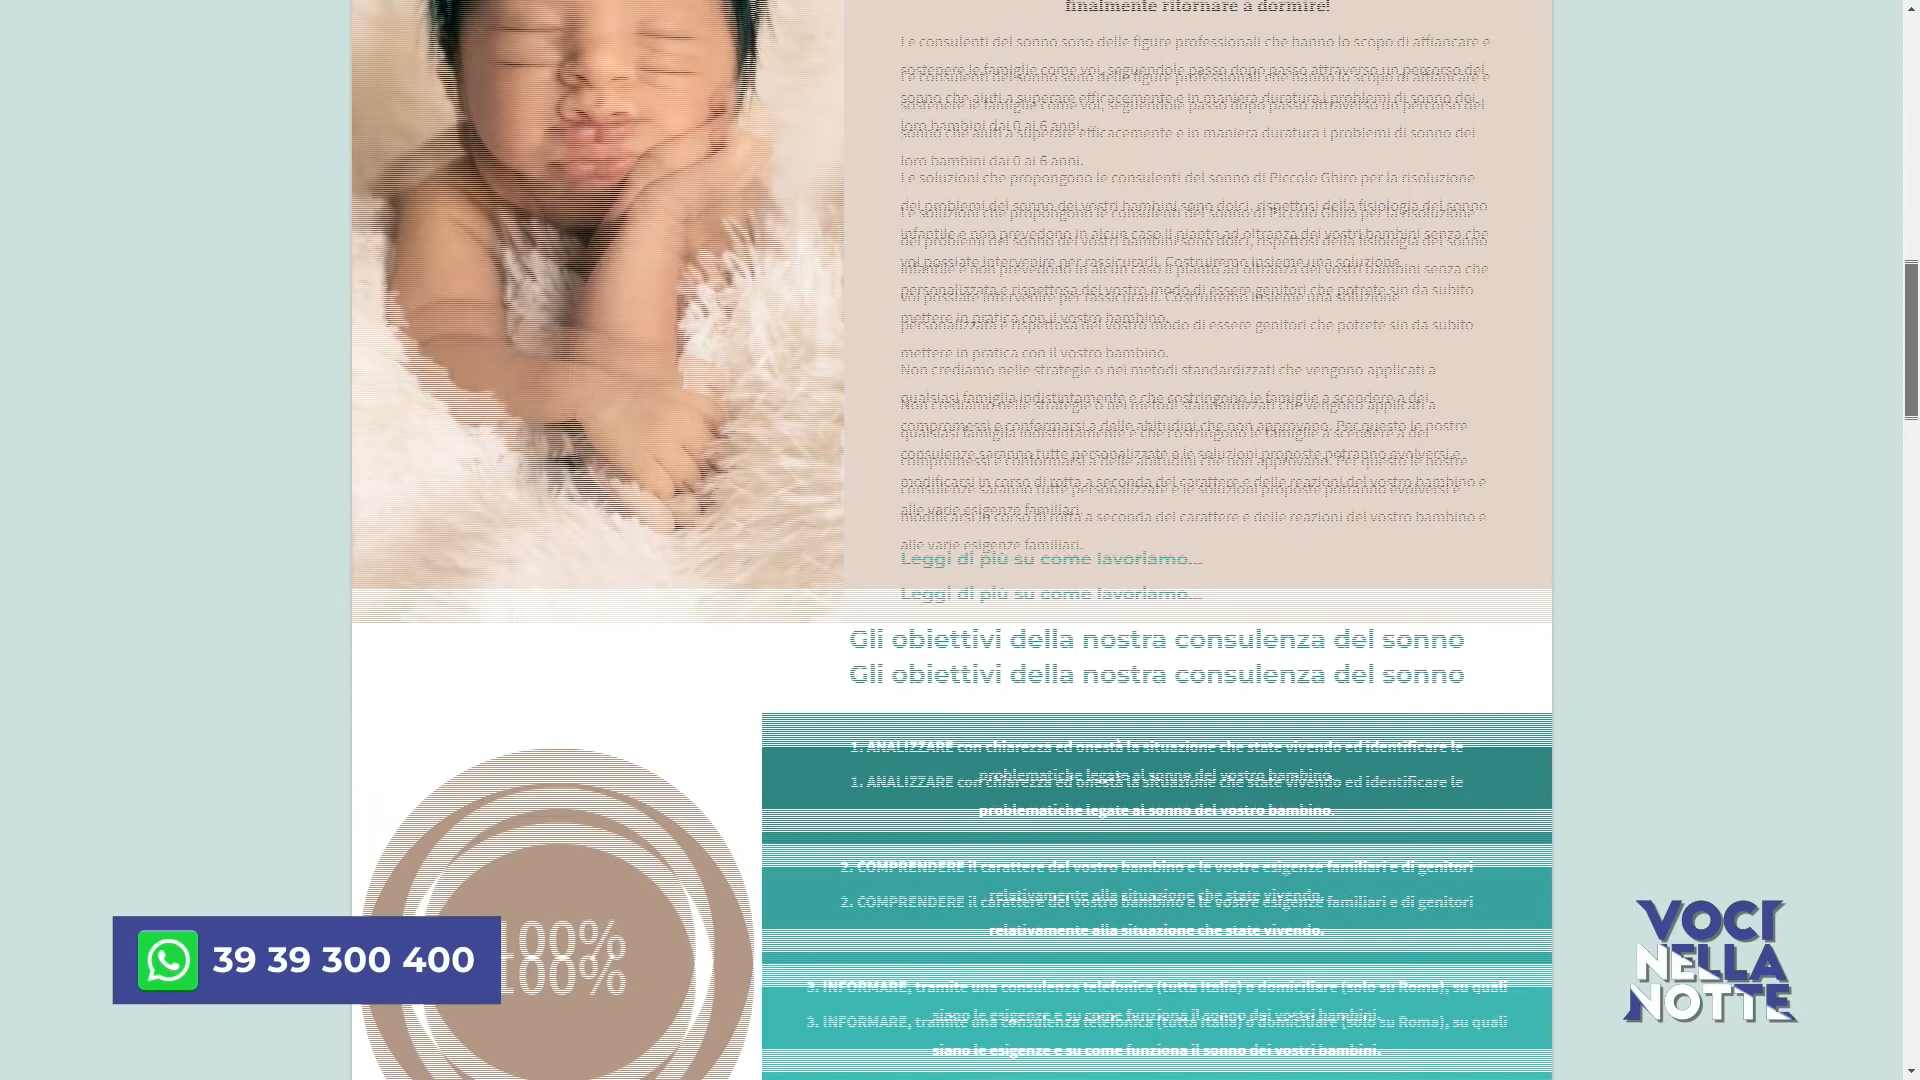 finalmente ritornare a dormire!
Le consulenti del sonno sono delle figure professionali che hanno lo scopo di affiancare e
sostenere le famiglie come voi, seguendole passo dopo passo attraverso un percorso del
sonno che aiuti a superare efficacemente e in maniera duratura i problemi di sonno dei
loro bambini dai 0 ai 6 anni.
Le soluzioni che propongono le consulenti del sonno di Piccolo Ghiro per la risoluzione
dei problemi del sonno dei vostri bambini sono dolci, rispettosi della fisiologia del sonno
infantile e non prevedono in alcun caso il pianto ad oltranza dei vostri bambini senza che
voi possiate intervenire per rassicurarli. Costruiremo insieme una soluzione
personalizzata e rispettosa del vostro modo di essere genitori che potrete sin da subito
mettere in pratica con il vostro bambino.
Non crediamo nelle strategie o nei metodi standardizzati che vengono applicati a
qualsiasi famiglia indistintamente e che costringono le famiglie a scendere a dei
compromessi e conformarsi a delle abitudini che non approvano. Per questo le nostre
consulenze saranno tutte personalizzate e le soluzioni proposte potranno evolversi e
modificarsi in corso di rotta a seconda del carattere e delle reazioni del vostro bambino e
alle varie esigenze familiari.
Leggi di più su come lavoriamo...
Gli obiettivi della nostra consulenza del sonno
1. ANALIZZARE con chiarezza ed onestà la situazione che state vivendo ed identificare le
problematiche legate al sonno del vostro bambino.
2. COMPRENDERE il carattere del vostro bambino e le vostre esigenze familiari e di genitori
relativamente alla situazione che state vivendo.
3. INFORMARE, tramite una consulenza telefonica (tutta Italia) o domiciliare (solo su Roma), su quali
siano le esigenze e su come funziona il sonno dei vostri bambini.
100%
39 39 300 400
VOCI
NELLA
NOTTE